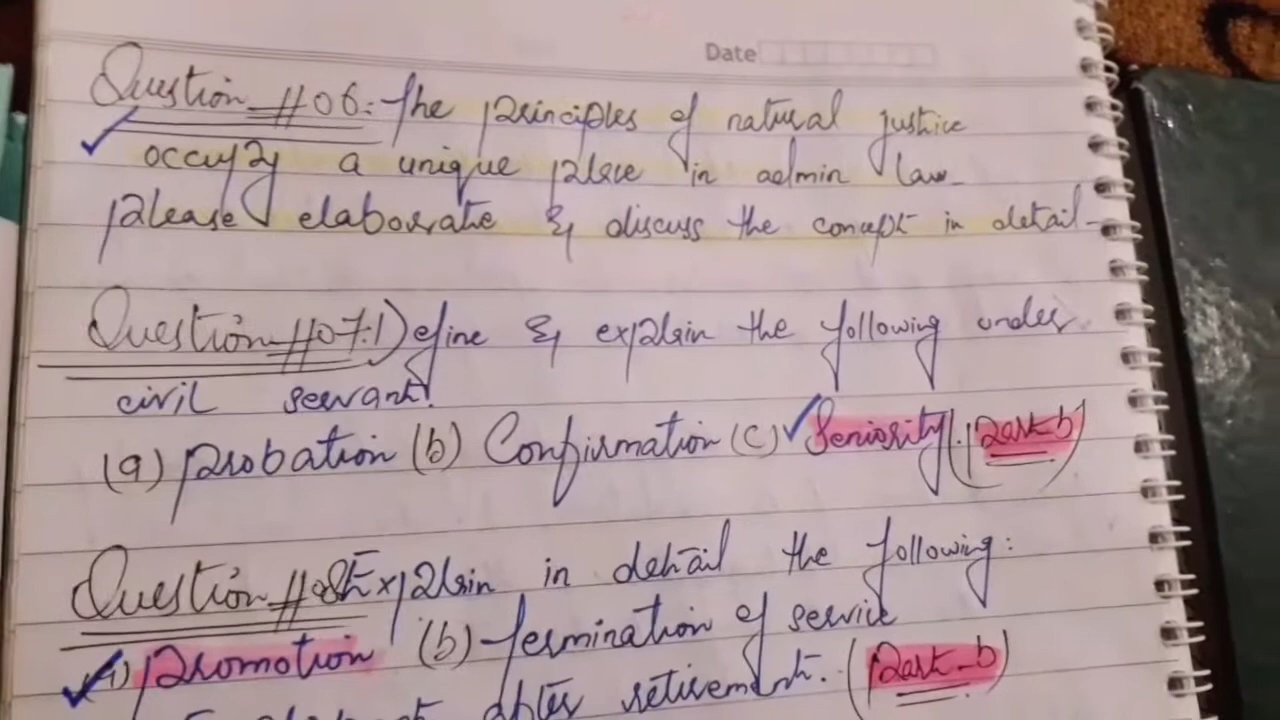 Date
Question #06: The principles of natural justice
occupy a unique place in admin law
please elaborate & discuss the concept in detail-
Question #07: Define & explain the following under
civil servant:
(a) probation (b) Confirmation (c) Seniority (part-b)
Question #08: Explain in detail the following:
promotion (b) Termination of service
after retirement. (part-b)